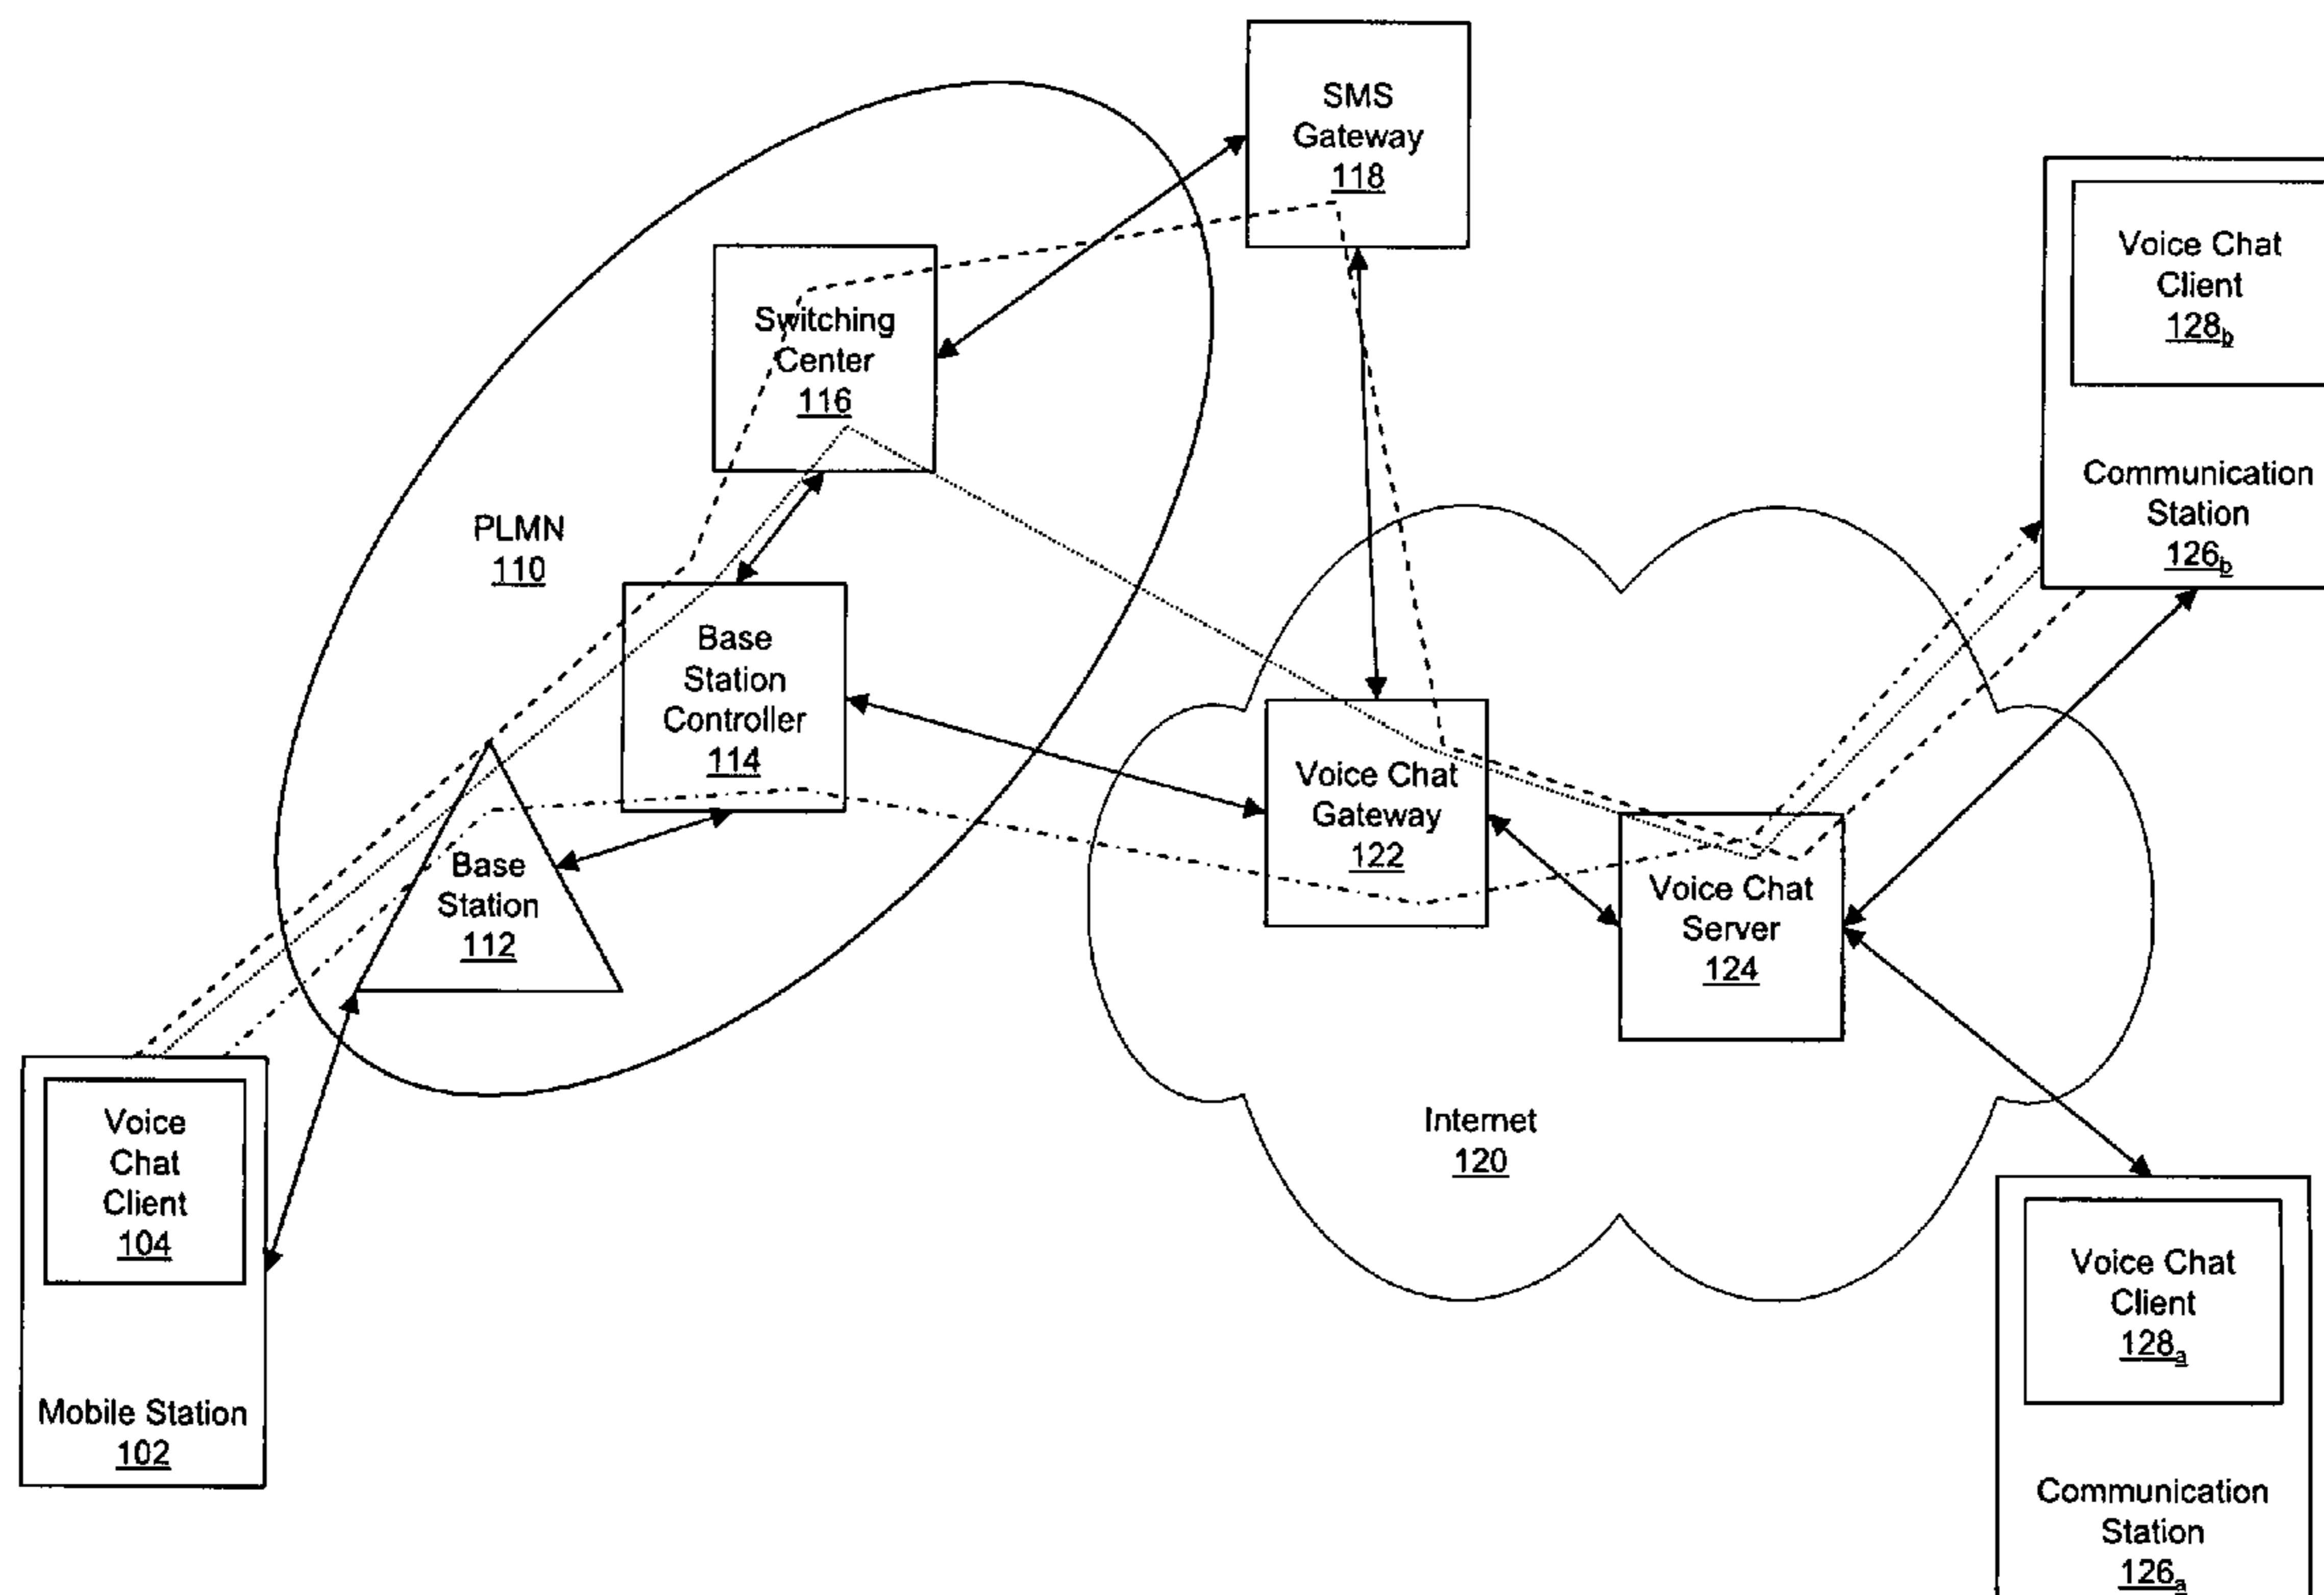 SMS
Gateway
118
Voice Chat
Client
128b
Communication
Station
126b
Switching
Center
116
PLMN
110
Base
Station
Controller
114
Voice Chat
Gateway
122
Base
Station
112
Voice Chat
Server
124
Voice
Chat
Client
104
Mobile Station
102
Internet
120
Voice Chat
Client
128a
Communication
Station
126a